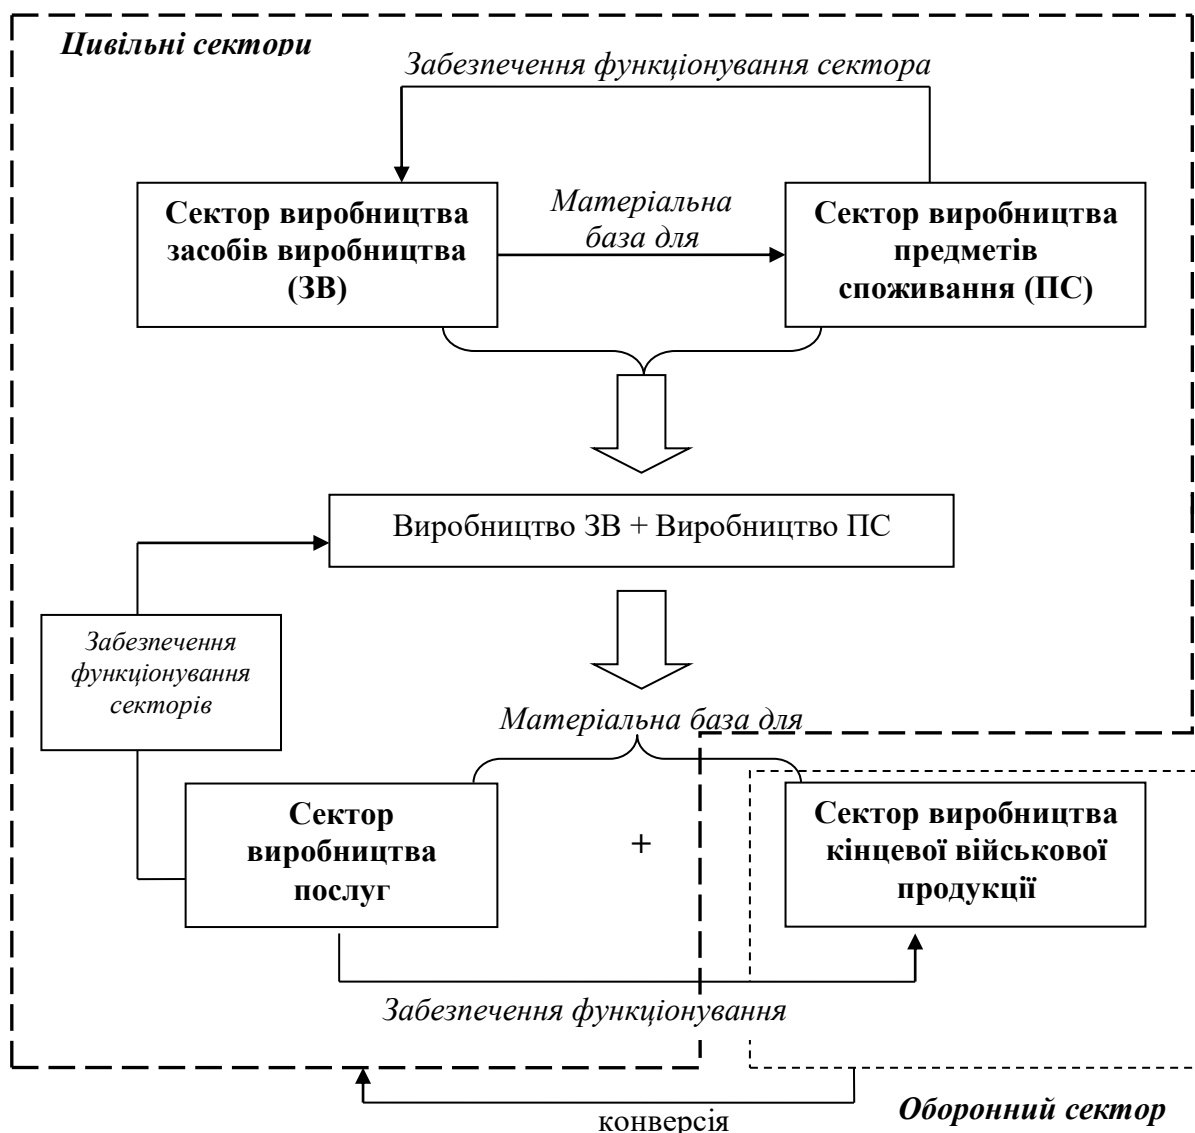 Цивільні сектори
Забезпечення функціонування сектора
Сектор виробництва
засобів виробництва
(ЗВ)
Матеріальна
база для
Сектор виробництва
предметів
споживання (ПС)
Виробництво ЗВ + Виробництво ПС
Забезпечення
функціонування
секторів
Матеріальна база для
Сектор
виробництва
послуг
+
Сектор виробництва
кінцевої військової
продукції
Забезпечення функціонування
конверсія
Оборонний сектор